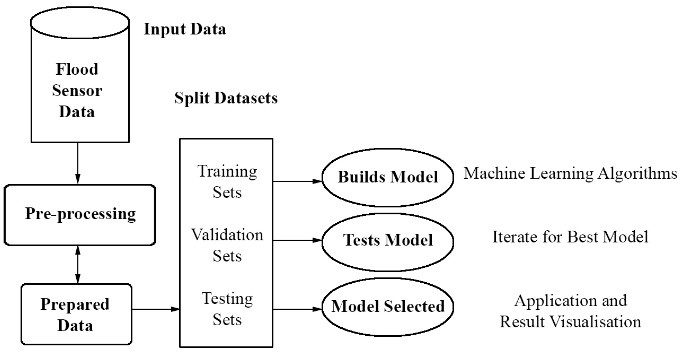 Input Data
Flood
Sensor
Data
Split Datasets
Training
Sets
Builds Model
Machine Learning Algorithms
Pre-processing
Validation
Sets
Tests Model
Iterate for Best Model
Prepared
Data
Testing
Sets
Model Selected
Application and
Result Visualisation